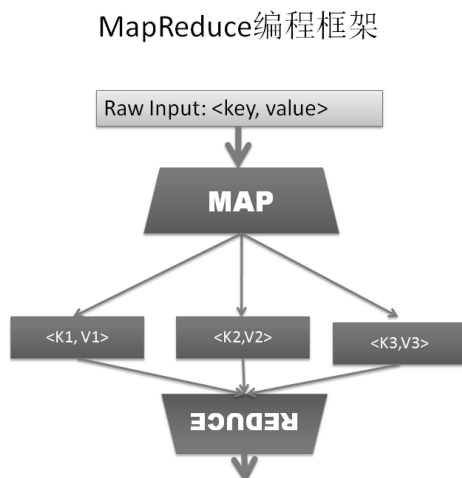 MapReduce编程框架
Raw Input: <key, value>
MAP
<K1, V1>
<K2,V2>
<K3,V3>
REDUCE